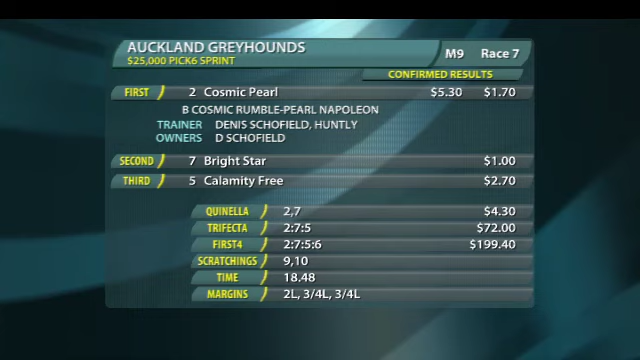 AUCKLAND GREYHOUNDS
$25,000 PICK6 SPRINT
M9 Race 7
CONFIRMED RESULTS
FIRST 2 Cosmic Pearl $5.30 $1.70
B COSMIC RUMBLE-PEARL NAPOLEON
TRAINER DENIS SCHOFIELD, HUNTLY
OWNERS D SCHOFIELD
SECOND 7 Bright Star $1.00
THIRD 5 Calamity Free $2.70
QUINELLA 2,7 $4.30
TRIFECTA 2:7:5 $72.00
FIRST4 2:7:5:6 $199.40
SCRATCHINGS 9,10
TIME 18.48
MARGINS 2L, 3/4L, 3/4L